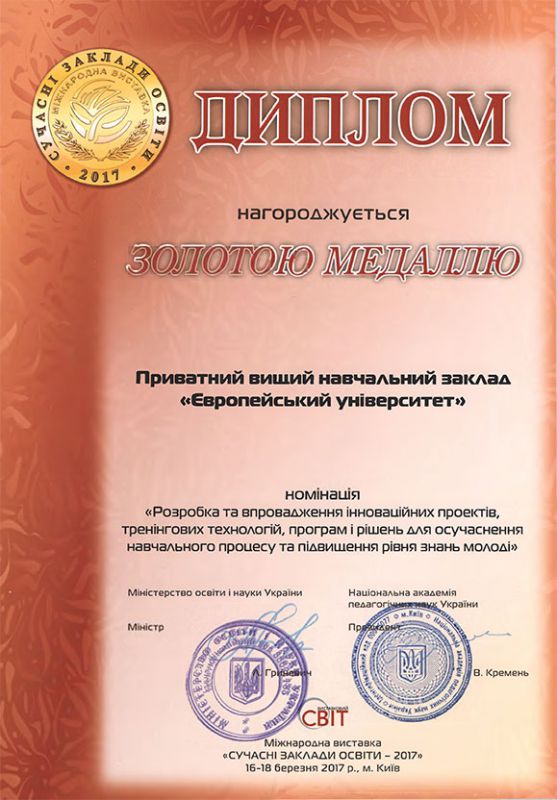 СУЧАСНІ ЗАКЛАДИ ОСВІТИ
МІЖНАРОДНА ВИСТАВКА
• 2017 •
ДИПЛОМ
нагороджується
ЗОЛОТОЮ МЕДАЛЛЮ
Приватний вищий навчальний заклад
«Європейський університет»
номінація
«Розробка та впровадження інноваційних проектів,
тренінгових технологій, програм і рішень для осучаснення
навчального процесу та підвищення рівня знань молоді»
Міністерство освіти і науки України
Міністр
Л. Гриневич
Національна академія
педагогічних наук України
Президент
В. Кремень
СВІТ
Міжнародна виставка
«СУЧАСНІ ЗАКЛАДИ ОСВІТИ – 2017»
16-18 березня 2017 р., м. Київ